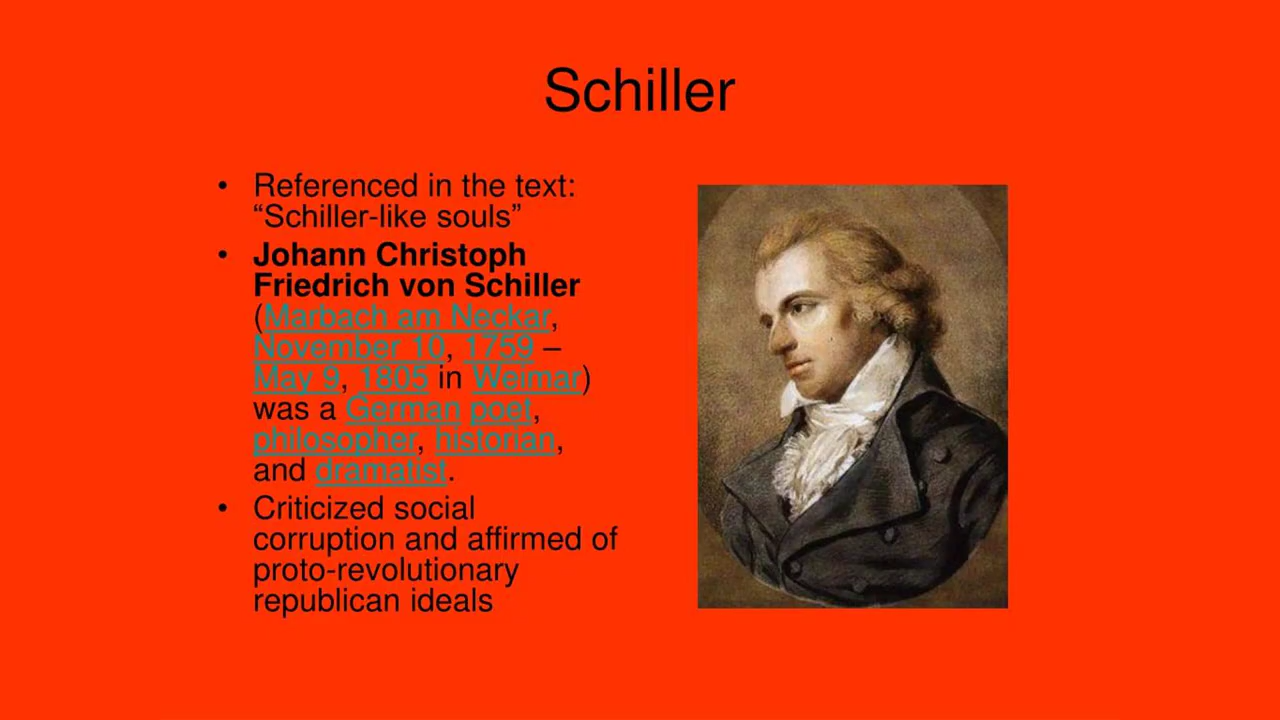 Schiller
• Referenced in the text:
“Schiller-like souls”
• Johann Christoph
Friedrich von Schiller
(Marbach am Neckar,
November 10, 1759 –
May 9, 1805 in Weimar)
was a German poet,
philosopher, historian,
and dramatist.
• Criticized social
corruption and affirmed of
proto-revolutionary
republican ideals